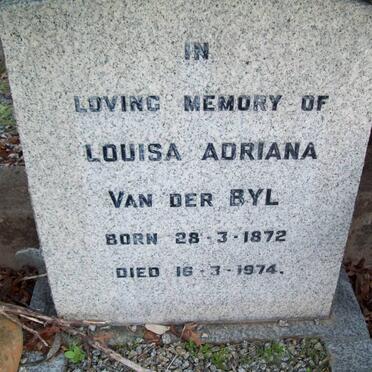 IN
LOVING MEMORY OF
LOUISA ADRIANA
VAN DER BYL
BORN 28-3-1872
DIED 16-3-1974.